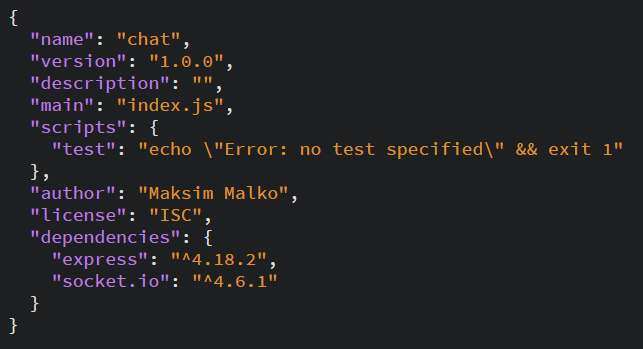 {
  "name": "chat",
  "version": "1.0.0",
  "description": "",
  "main": "index.js",
  "scripts": {
    "test": "echo \"Error: no test specified\" && exit 1"
  },
  "author": "Maksim Malko",
  "license": "ISC",
  "dependencies": {
    "express": "^4.18.2",
    "socket.io": "^4.6.1"
  }
}